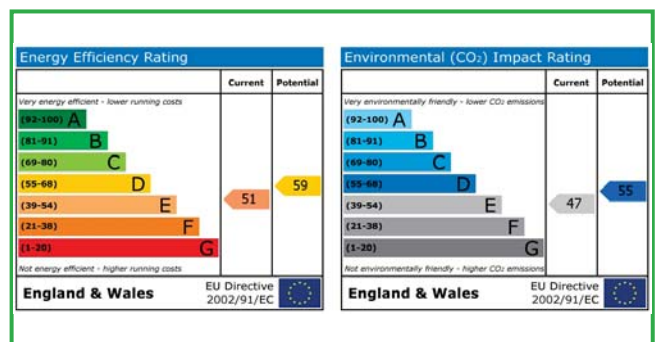 Energy Efficiency Rating
Current Potential
Very energy efficient - lower running costs
(92-100) A
(81-91) B
(69-80) C
(55-68) D
(39-54) E
(21-38) F
(1-20) G
51
59
Not energy efficient - higher running costs
England & Wales
EU Directive
2002/91/EC
Environmental (CO₂) Impact Rating
Current Potential
Very environmentally friendly - lower CO₂ emissions
(92-100) A
(81-91) B
(69-80) C
(55-68) D
(39-54) E
(21-38) F
(1-20) G
47
55
Not environmentally friendly - higher CO₂ emissions
England & Wales
EU Directive
2002/91/EC